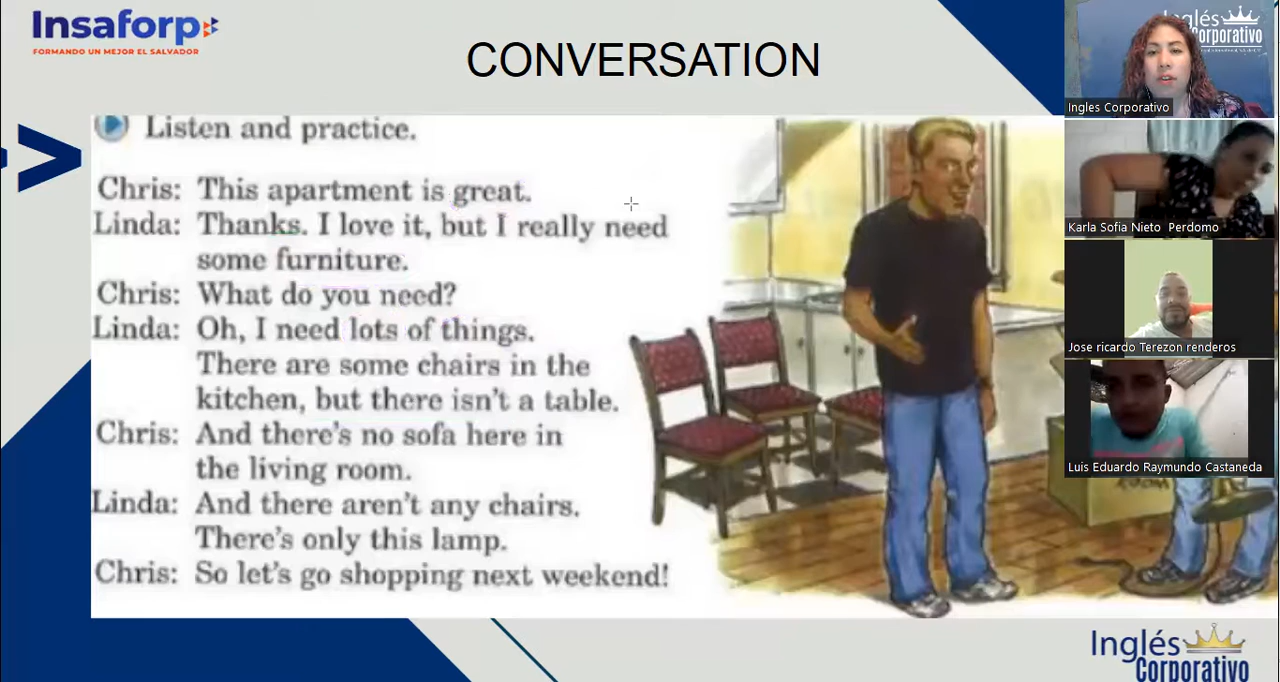 Insaforp
FORMANDO UN MEJOR EL SALVADOR
CONVERSATION
Listen and practice.
Chris: This apartment is great.
Linda: Thanks. I love it, but I really need
some furniture.
Chris: What do you need?
Linda: Oh, I need lots of things.
There are some chairs in the
kitchen, but there isn't a table.
Chris: And there's no sofa here in
the living room.
Linda: And there aren't any chairs.
There's only this lamp.
Chris: So let's go shopping next weekend!
Inglés
Corporativo
Ingles Corporativo
Karla Sofia Nieto Perdomo
Jose ricardo Terezon renderos
Luis Eduardo Raymundo Castaneda
ROOM
Inglés
Corporativo